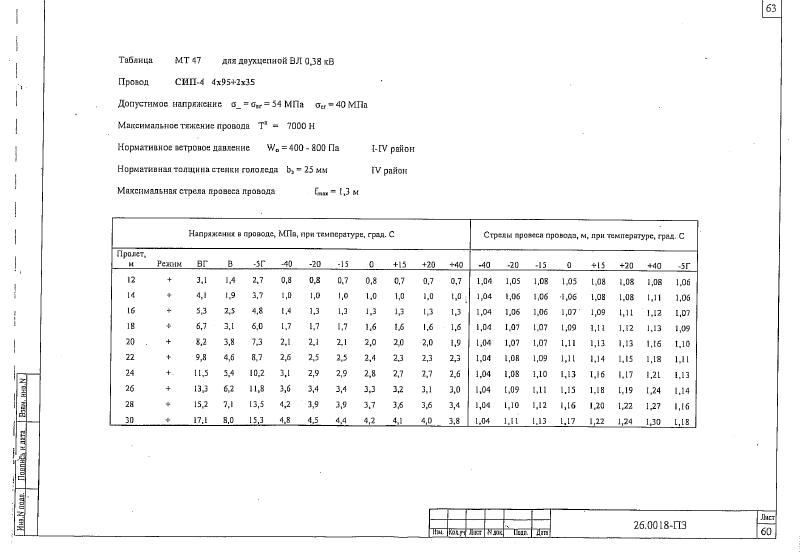 63
Таблица МТ 47 для двухцепной ВЛ 0,38 кВ
Провод СИП-4 4х95+2х35
Допустимое напряжение σ_ = σвг = 54 МПа σсг = 40 МПа
Максимальное тяжение провода Тп = 7000 Н
Нормативное ветровое давление Wо = 400 - 800 Па I-IV район
Нормативная толщина стенки гололеда bэ = 25 мм IV район
Максимальная стрела провеса провода fmax = 1,3 м
Напряжения в проводе, МПа, при температуре, град. С Стрелы провеса провода, м, при температуре, град. С
Пролет, м Режим ВГ В -5Г -40 -20 -15 0 +15 +20 +40 -40 -20 -15 0 +15 +20 +40 -5Г
12 + 3,1 1,4 2,7 0,8 0,8 0,7 0,8 0,7 0,7 0,7 1,04 1,05 1,08 1,05 1,08 1,08 1,08 1,06
14 + 4,1 1,9 3,7 1,0 1,0 1,0 1,0 1,0 1,0 1,0 1,04 1,06 1,06 1,06 1,08 1,08 1,11 1,06
16 + 5,3 2,5 4,8 1,4 1,3 1,3 1,3 1,3 1,3 1,3 1,04 1,06 1,06 1,07 1,09 1,11 1,12 1,07
18 + 6,7 3,1 6,0 1,7 1,7 1,7 1,6 1,6 1,6 1,6 1,04 1,07 1,07 1,09 1,11 1,12 1,13 1,09
20 + 8,2 3,8 7,3 2,1 2,1 2,1 2,0 2,0 2,0 1,9 1,04 1,07 1,07 1,11 1,13 1,13 1,16 1,10
22 + 9,8 4,6 8,7 2,6 2,5 2,5 2,4 2,3 2,3 2,3 1,04 1,08 1,09 1,11 1,14 1,15 1,18 1,11
24 + 11,5 5,4 10,2 3,1 2,9 2,9 2,8 2,7 2,7 2,6 1,04 1,08 1,10 1,13 1,16 1,17 1,21 1,13
26 + 13,3 6,2 11,8 3,6 3,4 3,4 3,3 3,2 3,1 3,0 1,04 1,09 1,11 1,15 1,18 1,19 1,24 1,14
28 + 15,2 7,1 13,5 4,2 3,9 3,9 3,7 3,6 3,6 3,4 1,04 1,10 1,12 1,16 1,20 1,22 1,27 1,16
30 + 17,1 8,0 15,3 4,8 4,5 4,4 4,2 4,1 4,0 3,8 1,04 1,11 1,13 1,17 1,22 1,24 1,30 1,18
Взам. инв.N
Подпись и дата
Инв.N подл.
Изм. Кол.уч Лист N док. Подп. Дата
26.0018-ПЗ
Лист
60